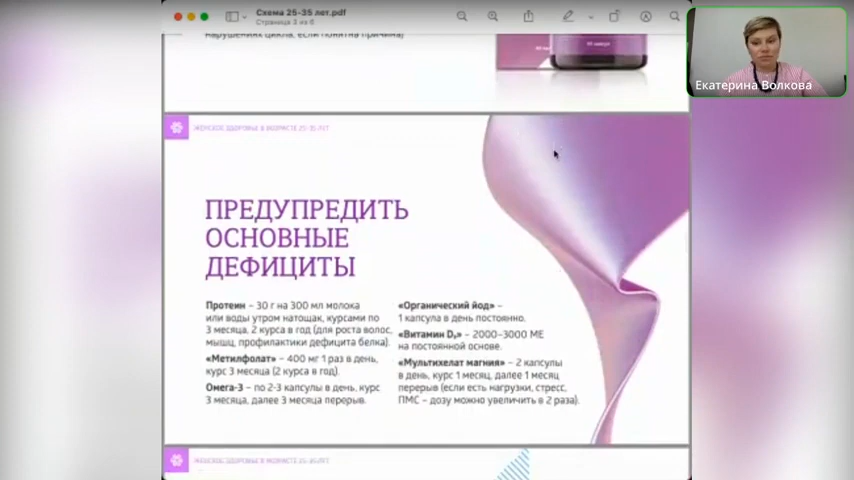 Схема 25-35 лет.pdf
Страница 3 из 6
нарушениях цикла, если понятна причина)
Екатерина Волкова
ЖЕНСКОЕ ЗДОРОВЬЕ В ВОЗРАСТЕ 25-35 ЛЕТ
ПРЕДУПРЕДИТЬ
ОСНОВНЫЕ
ДЕФИЦИТЫ
Протеин – 30 г на 300 мл молока
или воды утром натощак, курсами по
3 месяца, 2 курса в год (для роста волос,
мышц, профилактики дефицита белка).
«Метилфолат» – 400 мг 1 раз в день,
курс 3 месяца (2 курса в год).
Омега-3 – по 2-3 капсулы в день, курс
3 месяца, далее 3 месяца перерыв.
«Органический йод» –
1 капсула в день постоянно.
«Витамин D₃» – 2000–3000 МЕ
на постоянной основе.
«Мультихелат магния» – 2 капсулы
в день, курс 1 месяц, далее 1 месяц
перерыв (если есть нагрузки, стресс,
ПМС – дозу можно увеличить в 2 раза).
ЖЕНСКОЕ ЗДОРОВЬЕ В ВОЗРАСТЕ 25-35 ЛЕТ